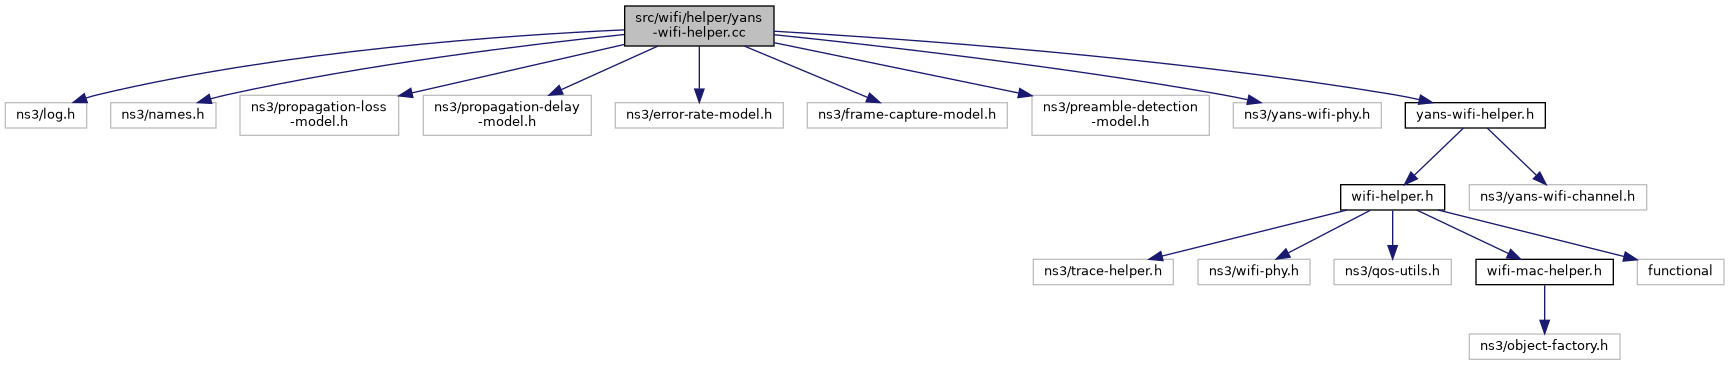 src/wifi/helper/yans
-wifi-helper.cc
ns3/log.h
ns3/names.h
ns3/propagation-loss
-model.h
ns3/propagation-delay
-model.h
ns3/error-rate-model.h
ns3/frame-capture-model.h
ns3/preamble-detection
-model.h
ns3/yans-wifi-phy.h
yans-wifi-helper.h
wifi-helper.h
ns3/yans-wifi-channel.h
ns3/trace-helper.h
ns3/wifi-phy.h
ns3/qos-utils.h
wifi-mac-helper.h
functional
ns3/object-factory.h